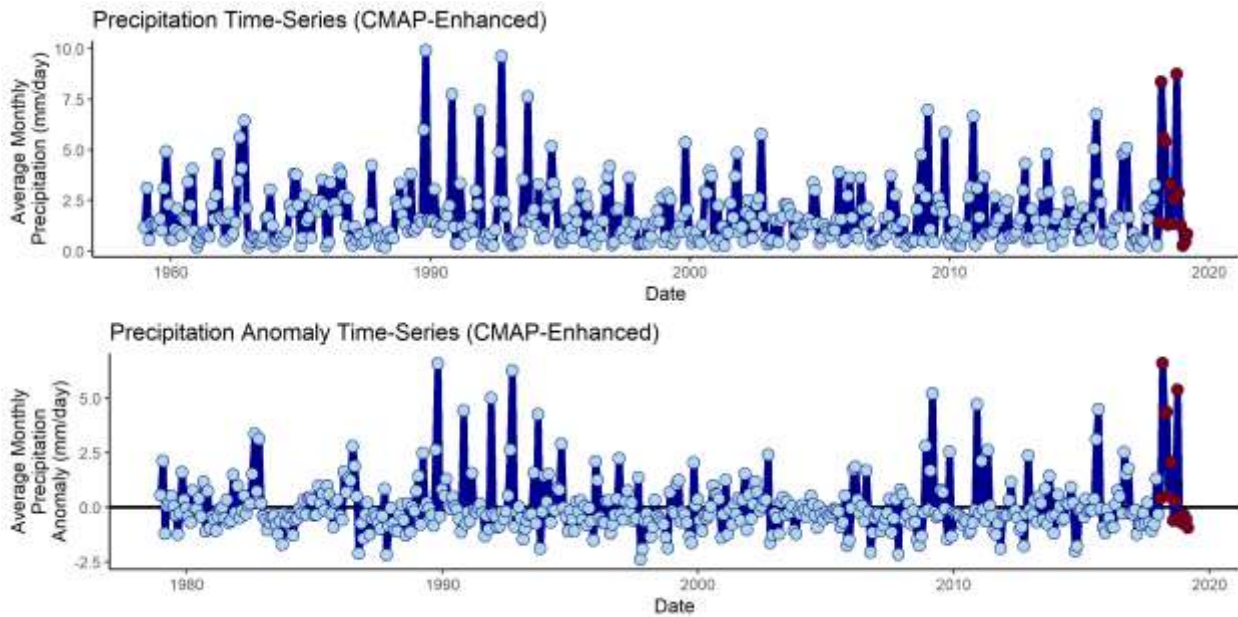 Precipitation Time-Series (CMAP-Enhanced)
Average Monthly
Precipitation (mm/day)
10.0
7.5
5.0
2.5
0.0
1960
1990
2000
2010
2020
Date
Precipitation Anomaly Time-Series (CMAP-Enhanced)
Average Monthly
Precipitation
Anomaly (mm/day)
5.0
2.5
0.0
-2.5
1980
1990
2000
2010
2020
Date